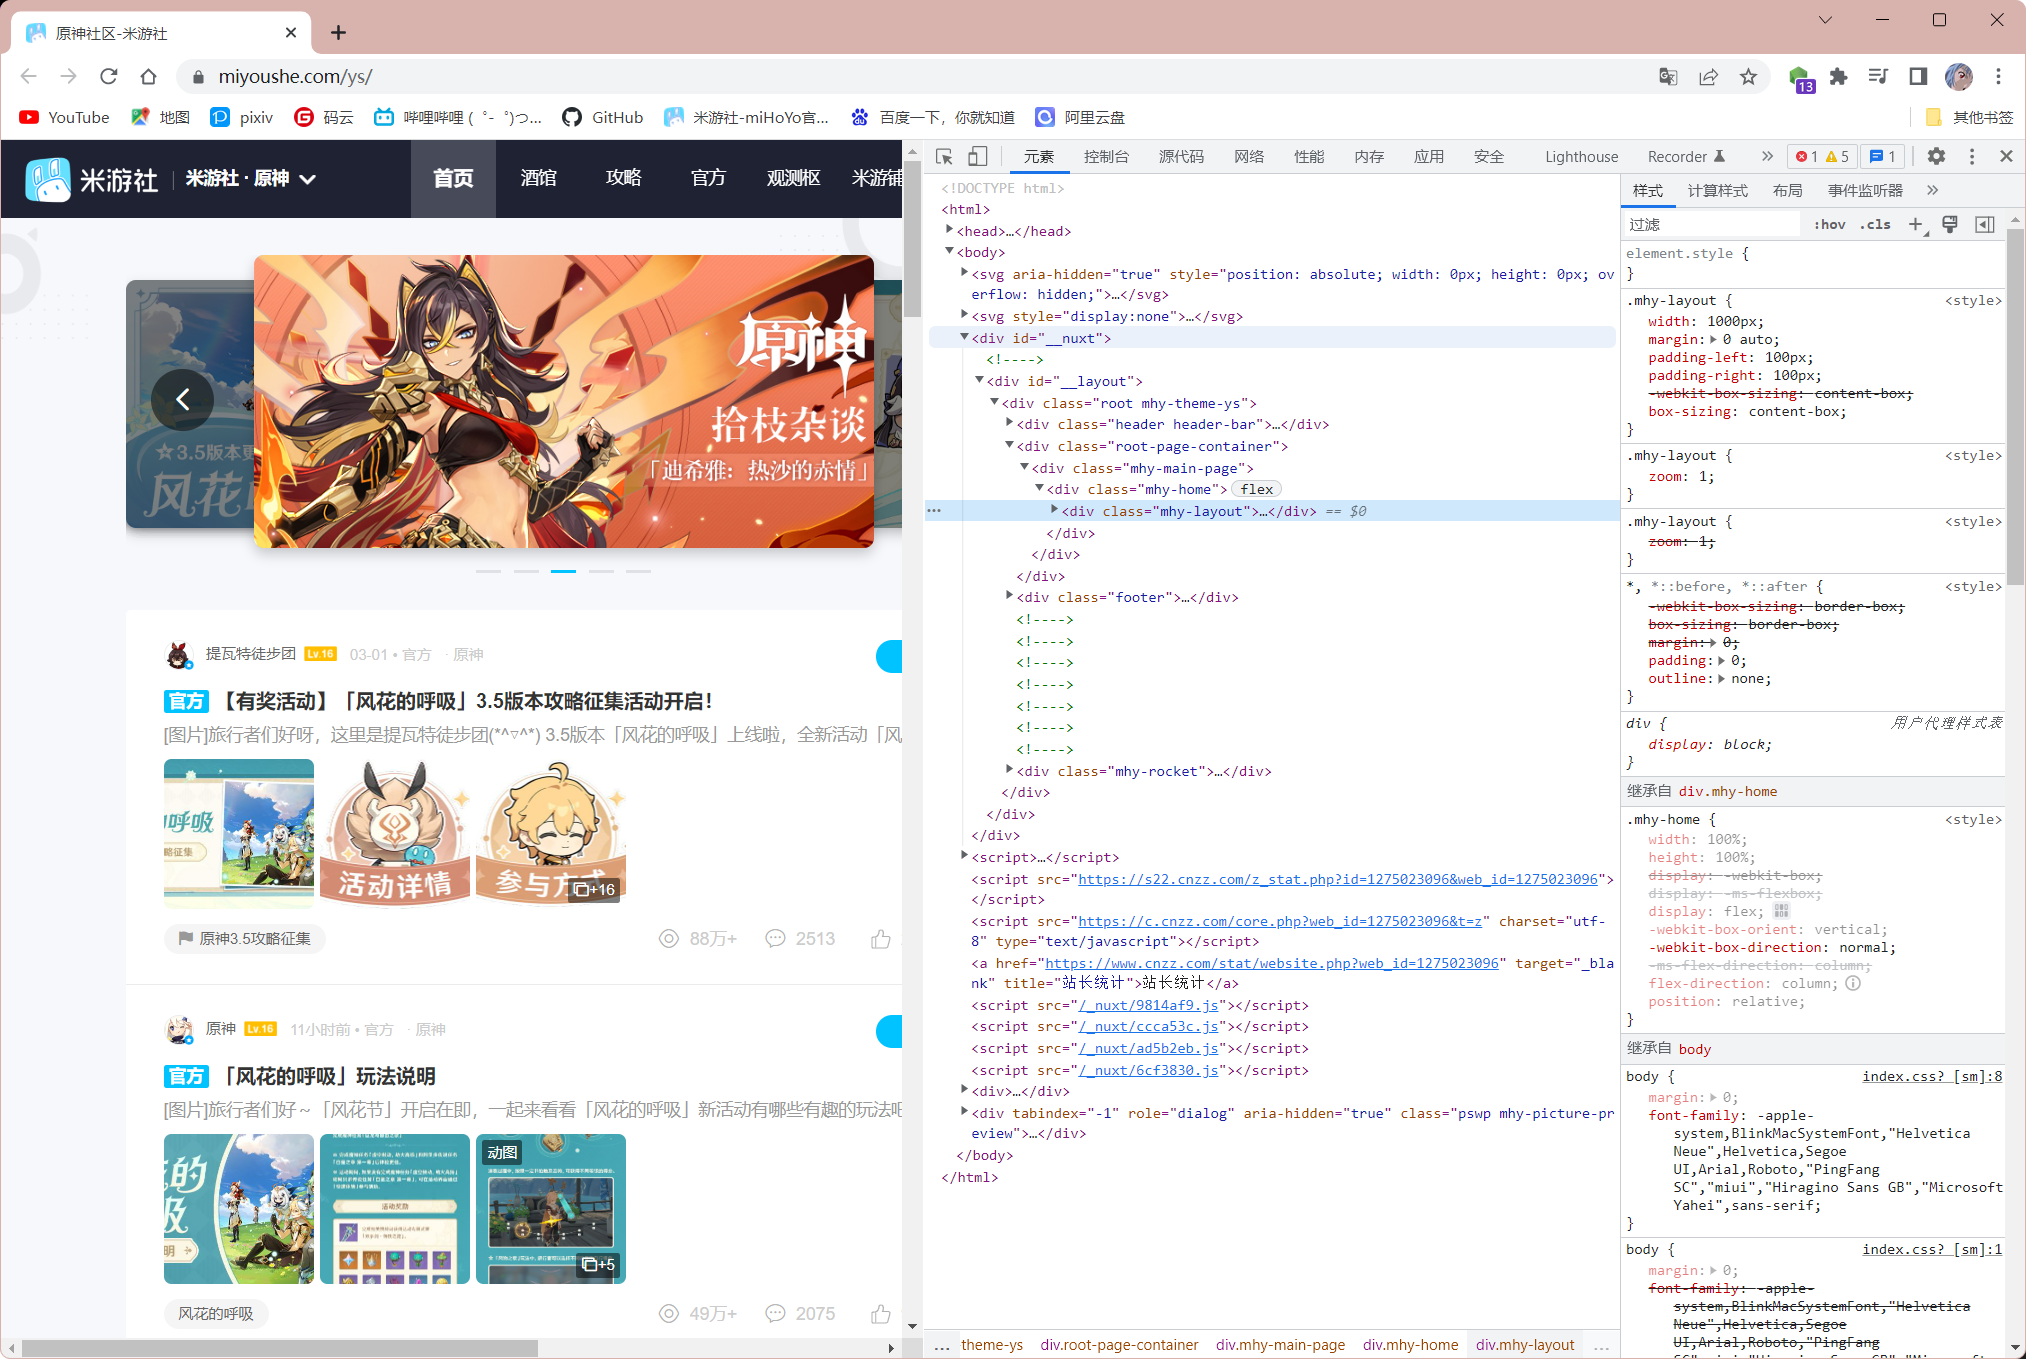 原神社区-米游社
miyoushe.com/ys/
13
YouTube 地图 pixiv 码云 哔哩哔哩 (゜-゜)つ... GitHub 米游社-miHoYo官... 百度一下，你就知道 阿里云盘 其他书签
米游社 米游社·原神 首页 酒馆 攻略 官方 观测枢 米游铺
原神
拾枝杂谈
「迪希雅：热沙的赤情」
☆3.5版本更
风花
提瓦特徒步团 Lv.16 03-01 • 官方 · 原神
官方 【有奖活动】「风花的呼吸」3.5版本攻略征集活动开启！
[图片]旅行者们好呀，这里是提瓦特徒步团(*^▽^*) 3.5版本「风花的呼吸」上线啦，全新活动「风
呼吸
略征集
活动详情
参与方式
+16
原神3.5攻略征集
88万+ 2513
原神 Lv.16 11小时前 • 官方 · 原神
官方 「风花的呼吸」玩法说明
[图片]旅行者们好～「风花节」开启在即，一起来看看「风花的呼吸」新活动有哪些有趣的玩法吧
的
吸
明
活动奖励
动图
+5
风花的呼吸
49万+ 2075
元素 控制台 源代码 网络 性能 内存 应用 安全 Lighthouse Recorder » 1 5 1
<!DOCTYPE html>
<html>
<head>…</head>
<body>
<svg aria-hidden="true" style="position: absolute; width: 0px; height: 0px; ov
erflow: hidden;">…</svg>
<svg style="display:none">…</svg>
<div id="__nuxt">
<!---->
<div id="__layout">
<div class="root mhy-theme-ys">
<div class="header header-bar">…</div>
<div class="root-page-container">
<div class="mhy-main-page">
<div class="mhy-home"> flex
<div class="mhy-layout">…</div> == $0
</div>
</div>
</div>
<div class="footer">…</div>
<!---->
<!---->
<!---->
<!---->
<!---->
<!---->
<!---->
<div class="mhy-rocket">…</div>
</div>
</div>
</div>
<script>…</script>
<script src="https://s22.cnzz.com/z_stat.php?id=1275023096&web_id=1275023096">
</script>
<script src="https://c.cnzz.com/core.php?web_id=1275023096&t=z" charset="utf-
8" type="text/javascript"></script>
<a href="https://www.cnzz.com/stat/website.php?web_id=1275023096" target="_bla
nk" title="站长统计">站长统计</a>
<script src="/_nuxt/9814af9.js"></script>
<script src="/_nuxt/ccca53c.js"></script>
<script src="/_nuxt/ad5b2eb.js"></script>
<script src="/_nuxt/6cf3830.js"></script>
<div>…</div>
<div tabindex="-1" role="dialog" aria-hidden="true" class="pswp mhy-picture-pr
eview">…</div>
</body>
</html>
... theme-ys div.root-page-container div.mhy-main-page div.mhy-home div.mhy-layout ...
样式 计算样式 布局 事件监听器 »
过滤 :hov .cls
element.style {
}
.mhy-layout { <style>
width: 1000px;
margin: 0 auto;
padding-left: 100px;
padding-right: 100px;
-webkit-box-sizing: content-box;
box-sizing: content-box;
}
.mhy-layout { <style>
zoom: 1;
}
.mhy-layout { <style>
zoom: 1;
}
*, *::before, *::after { <style>
-webkit-box-sizing: border-box;
box-sizing: border-box;
margin: 0;
padding: 0;
outline: none;
}
div { 用户代理样式表
display: block;
}
继承自 div.mhy-home
.mhy-home { <style>
width: 100%;
height: 100%;
display: -webkit-box;
display: -ms-flexbox;
display: flex;
-webkit-box-orient: vertical;
-webkit-box-direction: normal;
-ms-flex-direction: column;
flex-direction: column;
position: relative;
}
继承自 body
body { index.css? [sm]:8
margin: 0;
font-family: -apple-
system,BlinkMacSystemFont,"Helvetica
Neue",Helvetica,Segoe
UI,Arial,Roboto,"PingFang
SC","miui","Hiragino Sans GB","Microsoft
Yahei",sans-serif;
}
body { index.css? [sm]:1
margin: 0;
font-family: -apple-
system,BlinkMacSystemFont,"Helvetica
Neue",Helvetica,Segoe
UI,Arial,Roboto,"PingFang